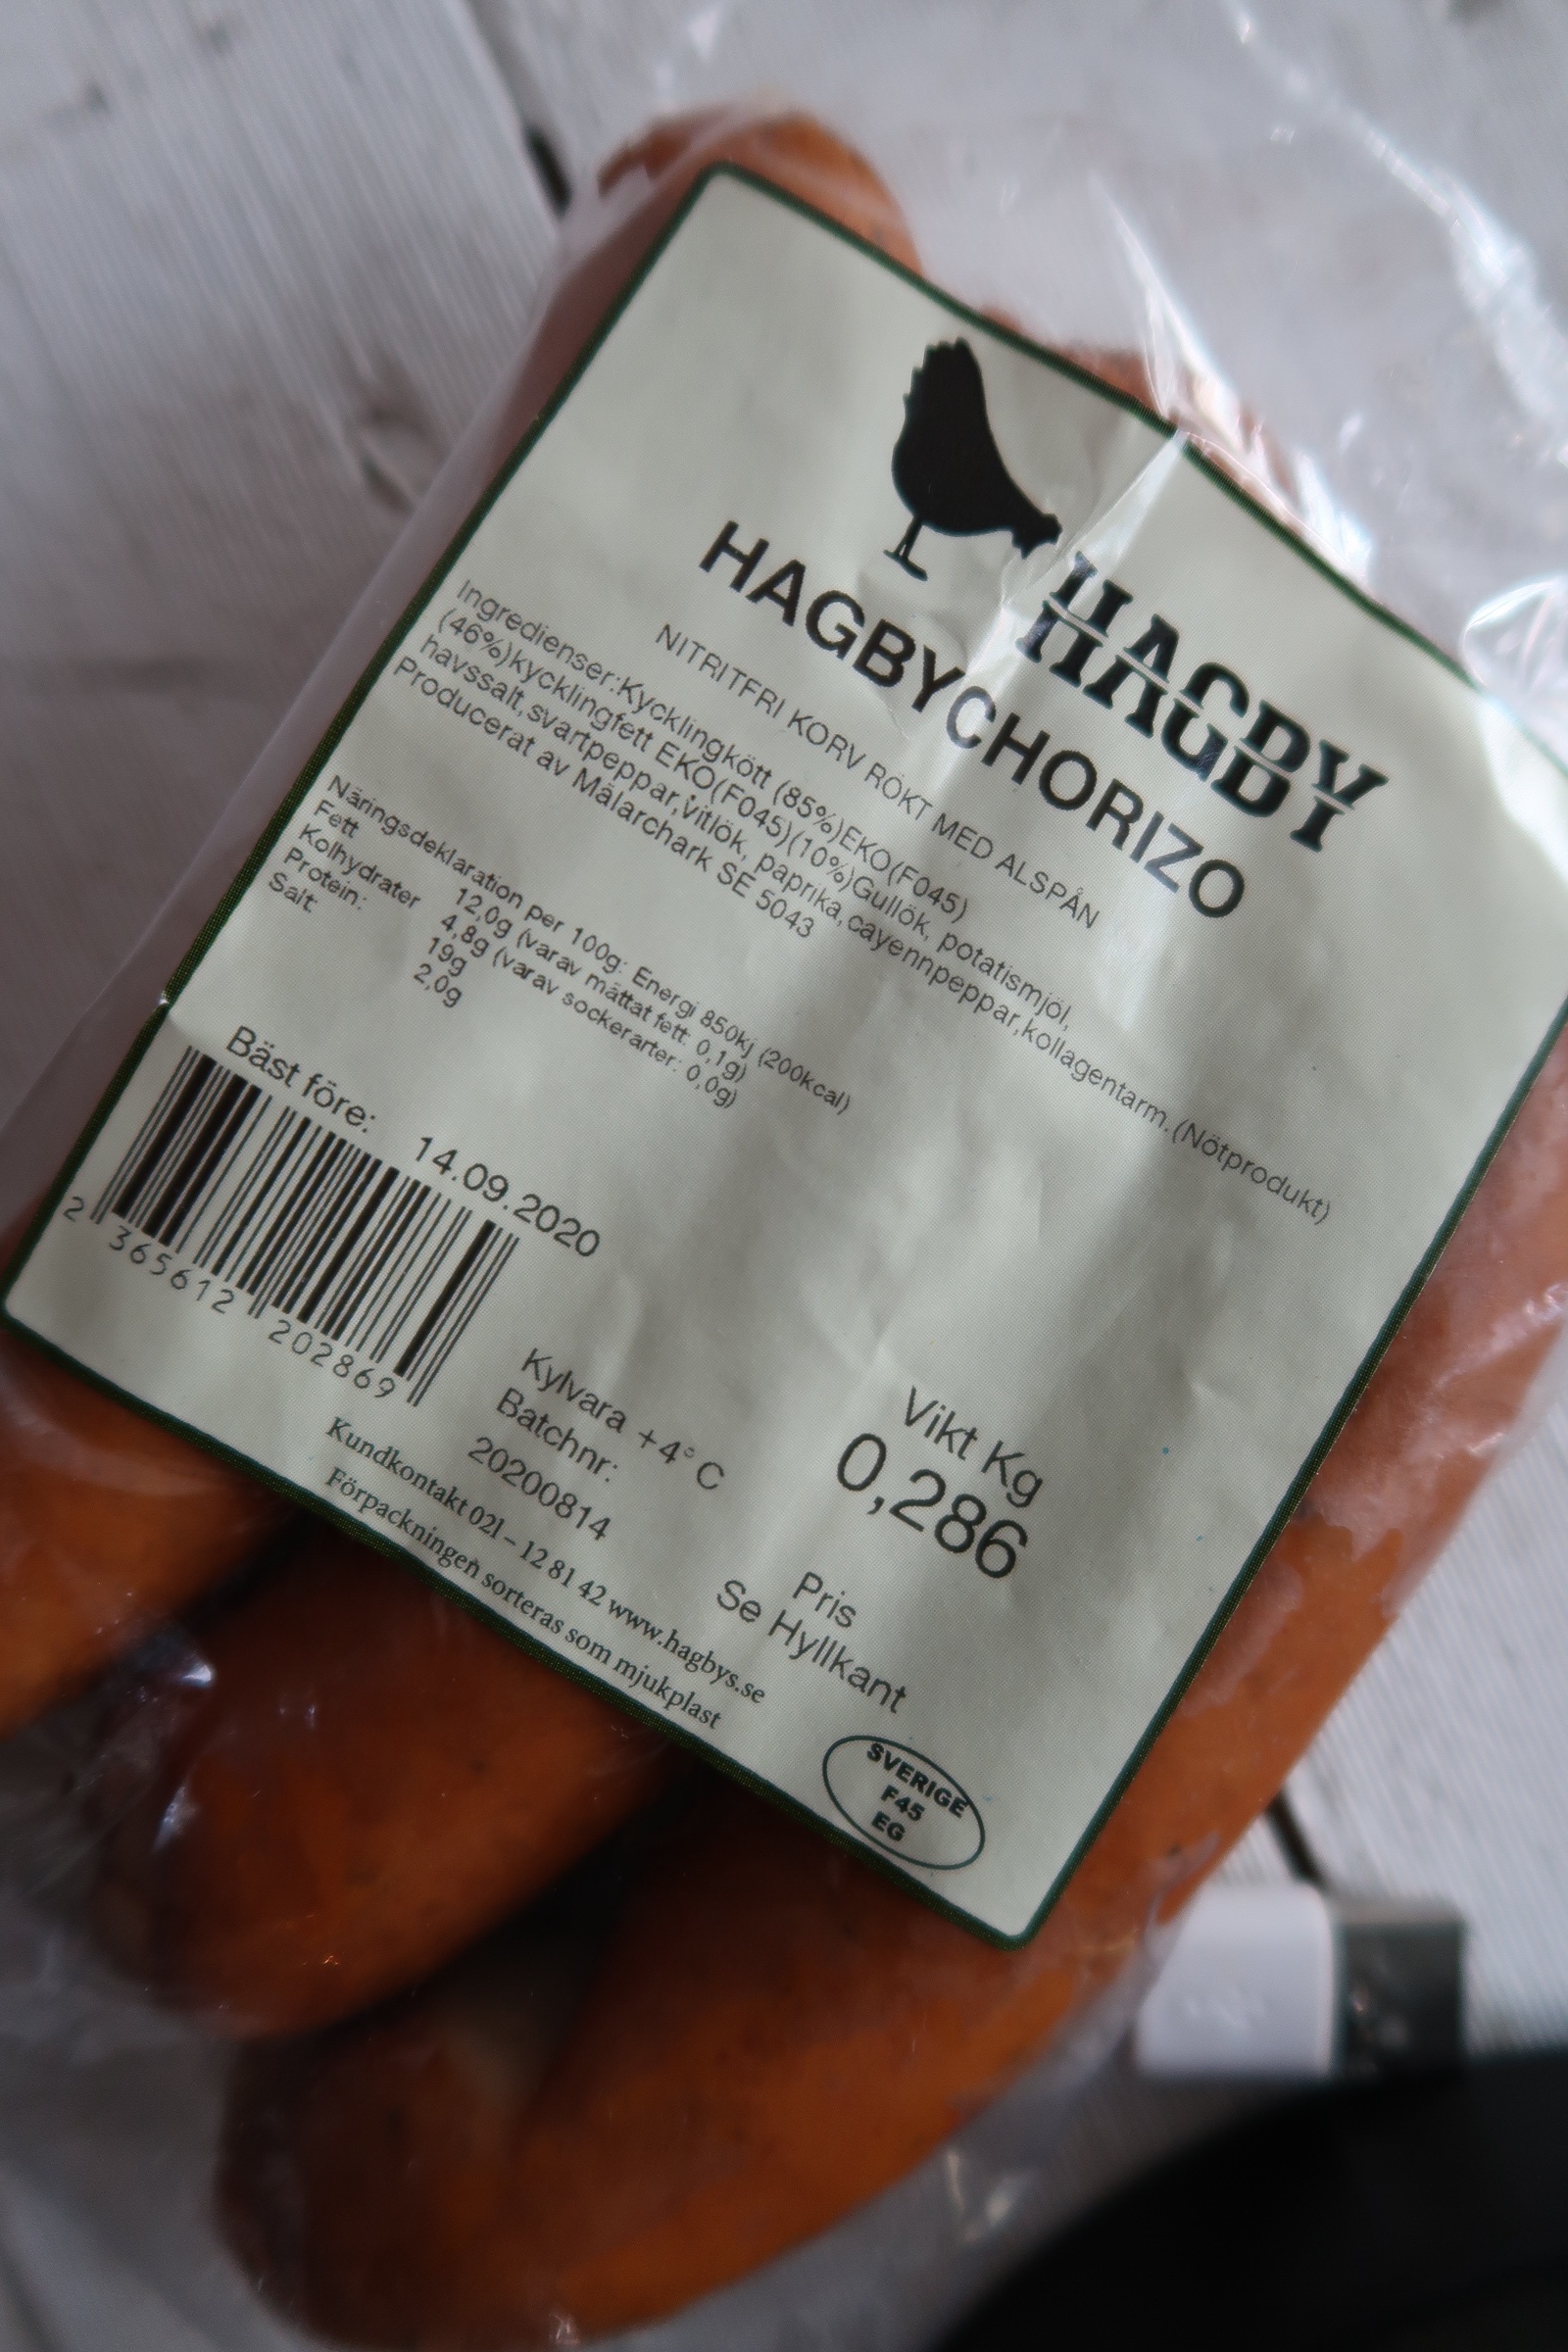 HAGBY
HAGBYCHORIZO
NITRITFRI KORV RÖKT MED ALSPÅN
Ingredienser:Kycklingkött (85%)EKO(F045)
(46%)kycklingfett EKO(F045)(10%)Gullök, potatismjöl,
havssalt,svartpeppar,vitlök, paprika,cayennpeppar,kollagentarm.(Nötprodukt)
Producerat av Mälarchark SE 5043
Näringsdeklaration per 100g: Energi 850kj (200kcal)
Fett 12,0g (varav mättat fett: 0,1g)
Kolhydrater 4,8g (varav sockerarter: 0,0g)
Protein: 19g
Salt: 2,0g
Bäst före: 14.09.2020
2 365612 202869
Kylvara +4° C
Batchnr:
20200814
Vikt Kg
0,286
Pris
Se Hyllkant
Kundkontakt 021 – 12 81 42 www.hagbys.se
Förpackningen sorteras som mjukplast
SVERIGE
F45
EG